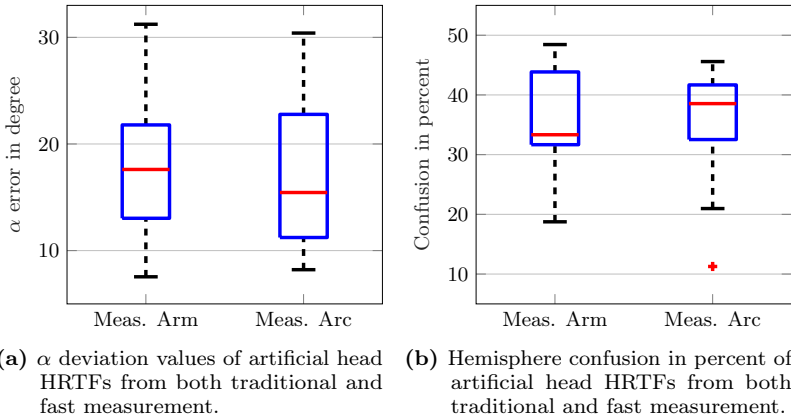 α error in degree
30
20
10
Meas. Arm Meas. Arc
(a) α deviation values of artificial head
HRTFs from both traditional and
fast measurement.
Confusion in percent
50
40
30
20
10
Meas. Arm Meas. Arc
(b) Hemisphere confusion in percent of
artificial head HRTFs from both
traditional and fast measurement.